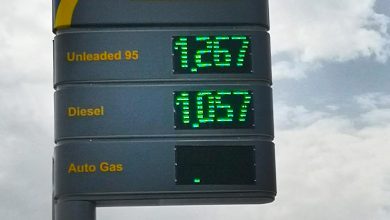 Unleaded 95 1,267
Diesel 1,057
Auto Gas